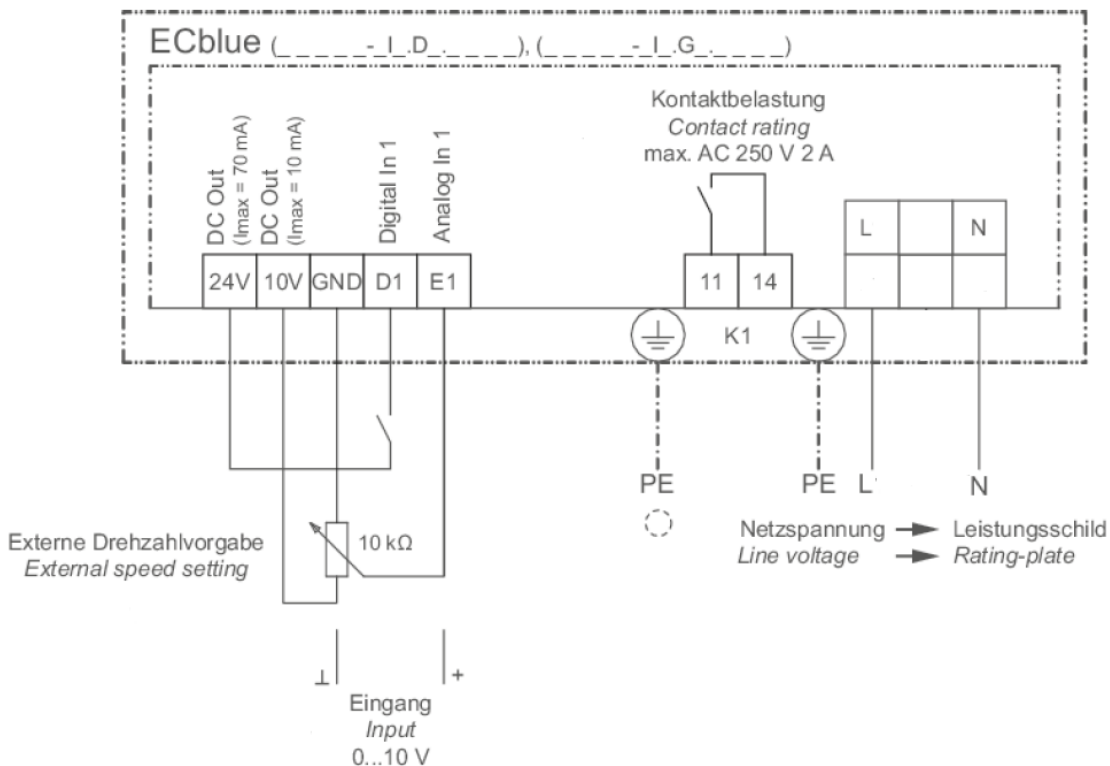 ECblue (_ _ _ _ _-_I_.D_._ _ _ _), (_ _ _ _ _-_I_.G_._ _ _ _)
Kontaktbelastung
Contact rating
max. AC 250 V 2 A
DC Out
(Imax = 70 mA)
DC Out
(Imax = 10 mA)
Digital In 1
Analog In 1
24V 10V GND D1 E1
11 14
L N
K1
PE PE L N
10 kΩ
Externe Drehzahlvorgabe
External speed setting
Netzspannung → Leistungsschild
Line voltage → Rating-plate
⊥ +
Eingang
Input
0...10 V